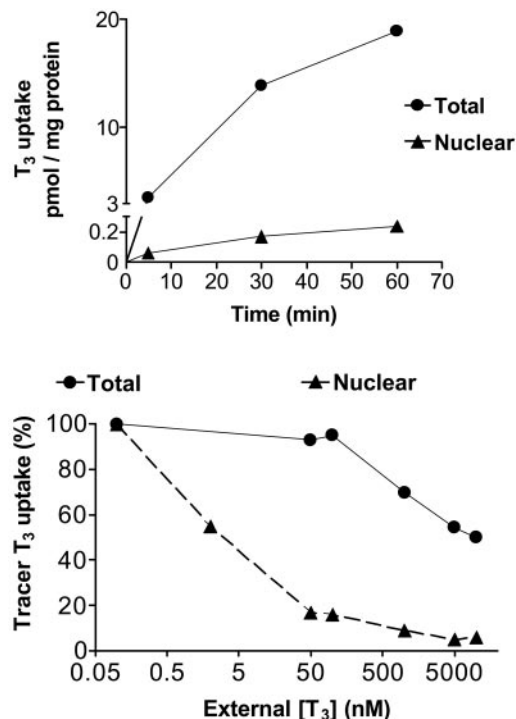 T₃ uptake
pmol / mg protein
20
10
3
0.2
0
0 10 20 30 40 50 60 70
Time (min)
Total
Nuclear
Total
Nuclear
Tracer T₃ uptake (%)
100
80
60
40
20
0
0.05 0.5 5 50 500 5000
External [T₃] (nM)